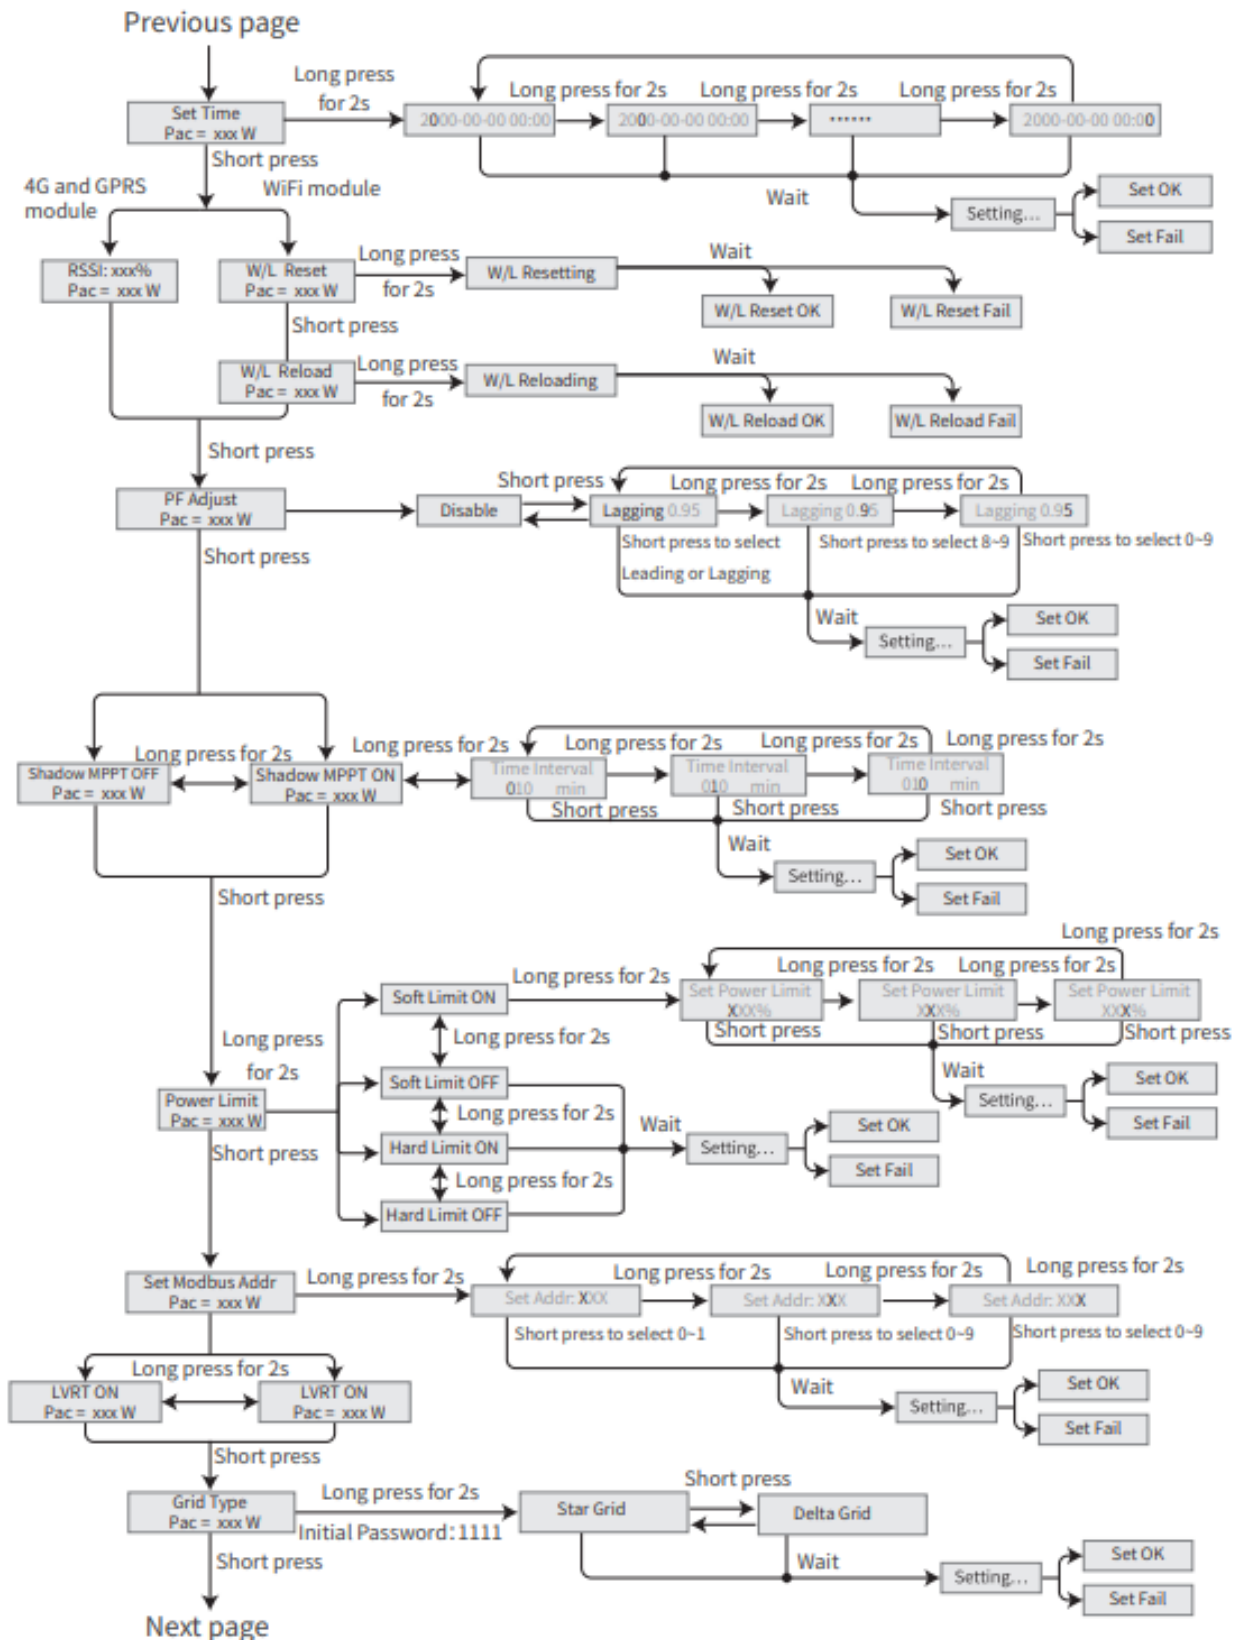 Previous page
Long press
for 2s
Long press for 2s
Long press for 2s
Long press for 2s
Set Time
Pac = xxx W
2000-00-00 00:00
2000-00-00 00:00
******
2000-00-00 00:00
Short press
4G and GPRS
module
WiFi module
Wait
Setting...
Set OK
Set Fail
RSSI: xxx%
Pac = xxx W
W/L Reset
Pac = xxx W
Long press
for 2s
W/L Resetting
Wait
W/L Reset OK
W/L Reset Fail
Short press
W/L Reload
Pac = xxx W
Long press
for 2s
W/L Reloading
Wait
W/L Reload OK
W/L Reload Fail
Short press
PF Adjust
Pac = xxx W
Disable
Short press
Long press for 2s
Long press for 2s
Lagging 0.95
Lagging 0.95
Lagging 0.95
Short press to select
Leading or Lagging
Short press to select 8~9
Short press to select 0~9
Short press
Wait
Setting...
Set OK
Set Fail
Long press for 2s
Long press for 2s
Long press for 2s
Long press for 2s
Long press for 2s
Shadow MPPT OFF
Pac = xxx W
Shadow MPPT ON
Pac = xxx W
Time Interval
010 min
Time Interval
010 min
Time Interval
010 min
Short press
Short press
Short press
Wait
Setting...
Set OK
Set Fail
Short press
Long press for 2s
Long press for 2s
Long press for 2s
Long press for 2s
Soft Limit ON
Set Power Limit
XXX%
Set Power Limit
XXX%
Set Power Limit
XXX%
Short press
Short press
Short press
Long press
for 2s
Long press for 2s
Soft Limit OFF
Wait
Setting...
Set OK
Set Fail
Power Limit
Pac = xxx W
Long press for 2s
Hard Limit ON
Wait
Setting...
Set OK
Set Fail
Short press
Long press for 2s
Hard Limit OFF
Set Modbus Addr
Pac = xxx W
Long press for 2s
Long press for 2s
Long press for 2s
Long press for 2s
Set Addr: XXX
Set Addr: XXX
Set Addr: XXX
Short press to select 0~1
Short press to select 0~9
Short press to select 0~9
Long press for 2s
LVRT ON
Pac = xxx W
LVRT ON
Pac = xxx W
Wait
Setting...
Set OK
Set Fail
Short press
Grid Type
Pac = xxx W
Long press for 2s
Initial Password:1111
Star Grid
Short press
Delta Grid
Short press
Wait
Setting...
Set OK
Set Fail
Next page